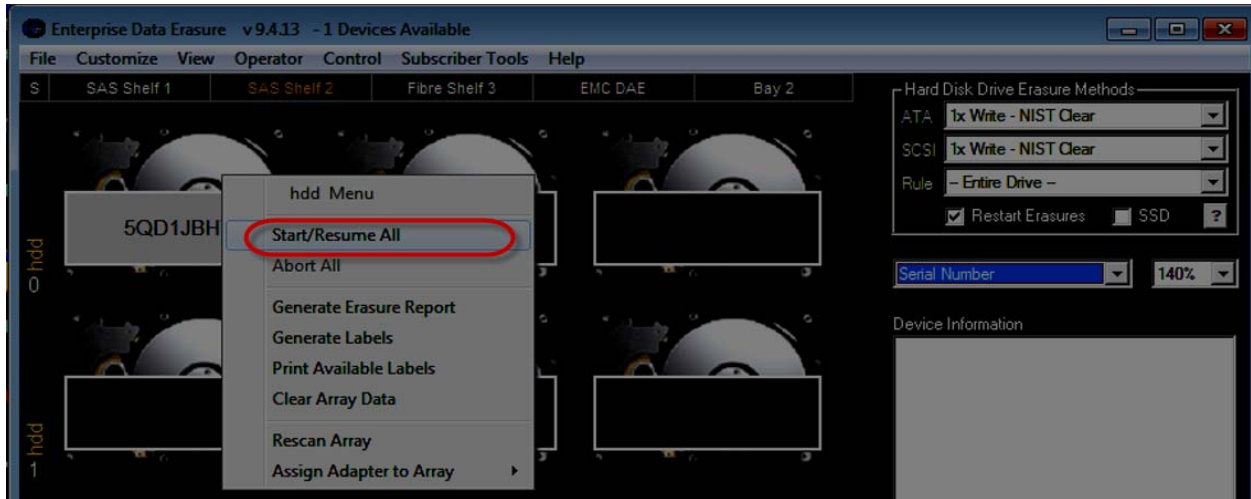 Enterprise Data Erasure v 9.4.13 - 1 Devices Available
File Customize View Operator Control Subscriber Tools Help
S SAS Shelf 1 SAS Shelf 2 Fibre Shelf 3 EMC DAE Bay 2
Hard Disk Drive Erasure Methods
ATA 1x Write - NIST Clear
SCSI 1x Write - NIST Clear
Rule -- Entire Drive --
Restart Erasures SSD ?
Serial Number 140%
Device Information
0 hdd
5QD1JBH
1 hdd
hdd Menu
Start/Resume All
Abort All
Generate Erasure Report
Generate Labels
Print Available Labels
Clear Array Data
Rescan Array
Assign Adapter to Array